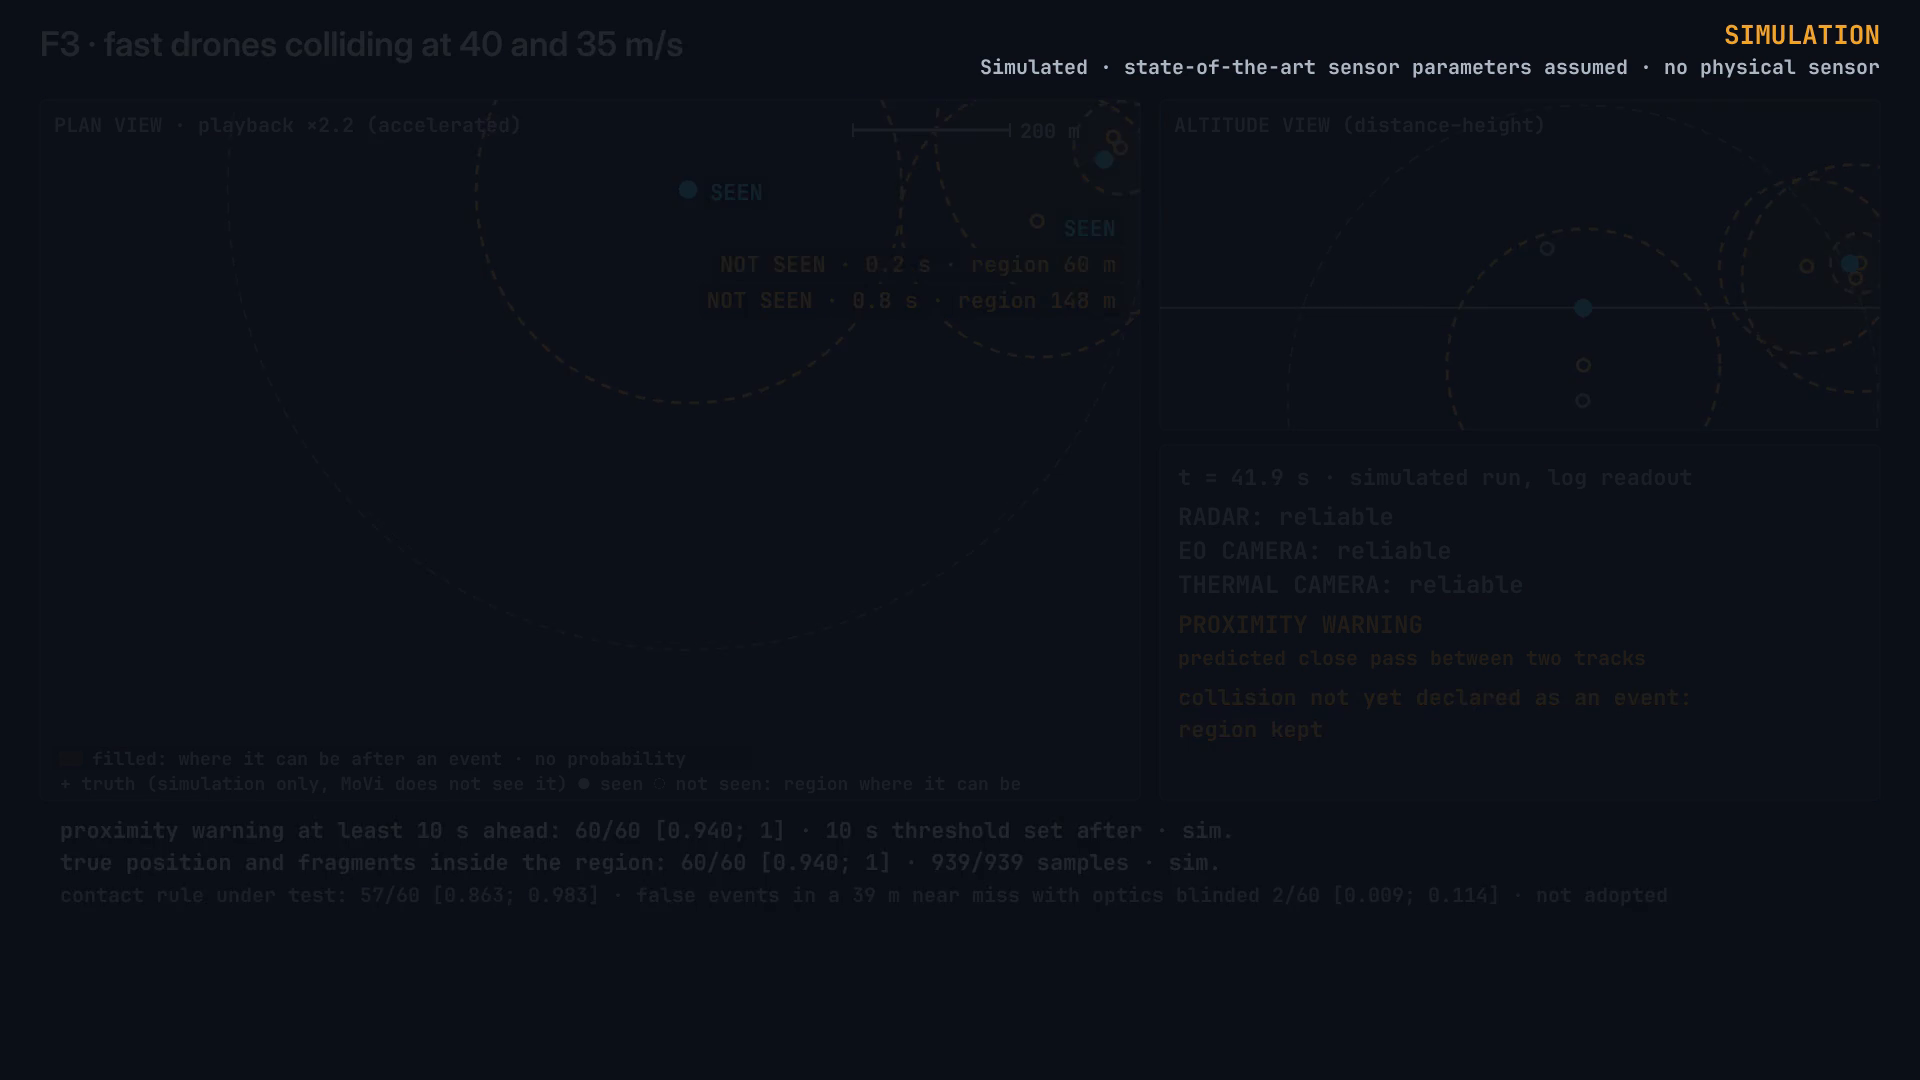 F3 · fast drones colliding at 40 and 35 m/s
SIMULATION
Simulated · state-of-the-art sensor parameters assumed · no physical sensor
PLAN VIEW · playback ×2.2 (accelerated)
200 m
SEEN
SEEN
NOT SEEN · 0.2 s · region 60 m
NOT SEEN · 0.8 s · region 148 m
filled: where it can be after an event · no probability
+ truth (simulation only, MoVi does not see it) ● seen ○ not seen: region where it can be
ALTITUDE VIEW (distance-height)
t = 41.9 s · simulated run, log readout
RADAR: reliable
EO CAMERA: reliable
THERMAL CAMERA: reliable
PROXIMITY WARNING
predicted close pass between two tracks
collision not yet declared as an event:
region kept
proximity warning at least 10 s ahead: 60/60 [0.940; 1] · 10 s threshold set after · sim.
true position and fragments inside the region: 60/60 [0.940; 1] · 939/939 samples · sim.
contact rule under test: 57/60 [0.863; 0.983] · false events in a 39 m near miss with optics blinded 2/60 [0.009; 0.114] · not adopted